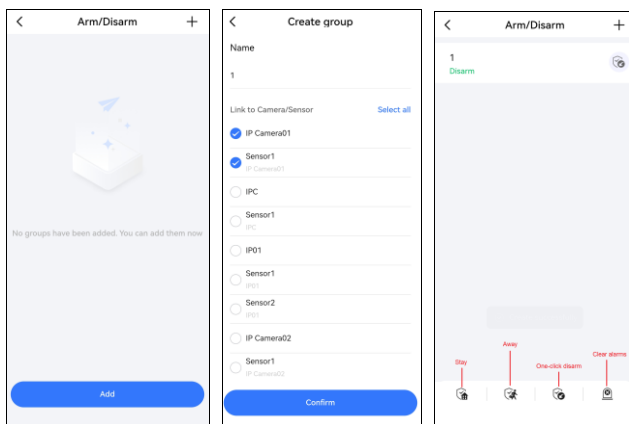 Arm/Disarm
No groups have been added. You can add them now
Add
Create group
Name
1
Link to Camera/Sensor
Select all
IP Camera01
Sensor1
IP Camera01
IPC
Sensor1
IPC
IP01
Sensor1
IP01
Sensor2
IP01
IP Camera02
Sensor1
IP Camera02
Confirm
Arm/Disarm
1
Disarm
Stay
Away
One-click disarm
Clear alarms